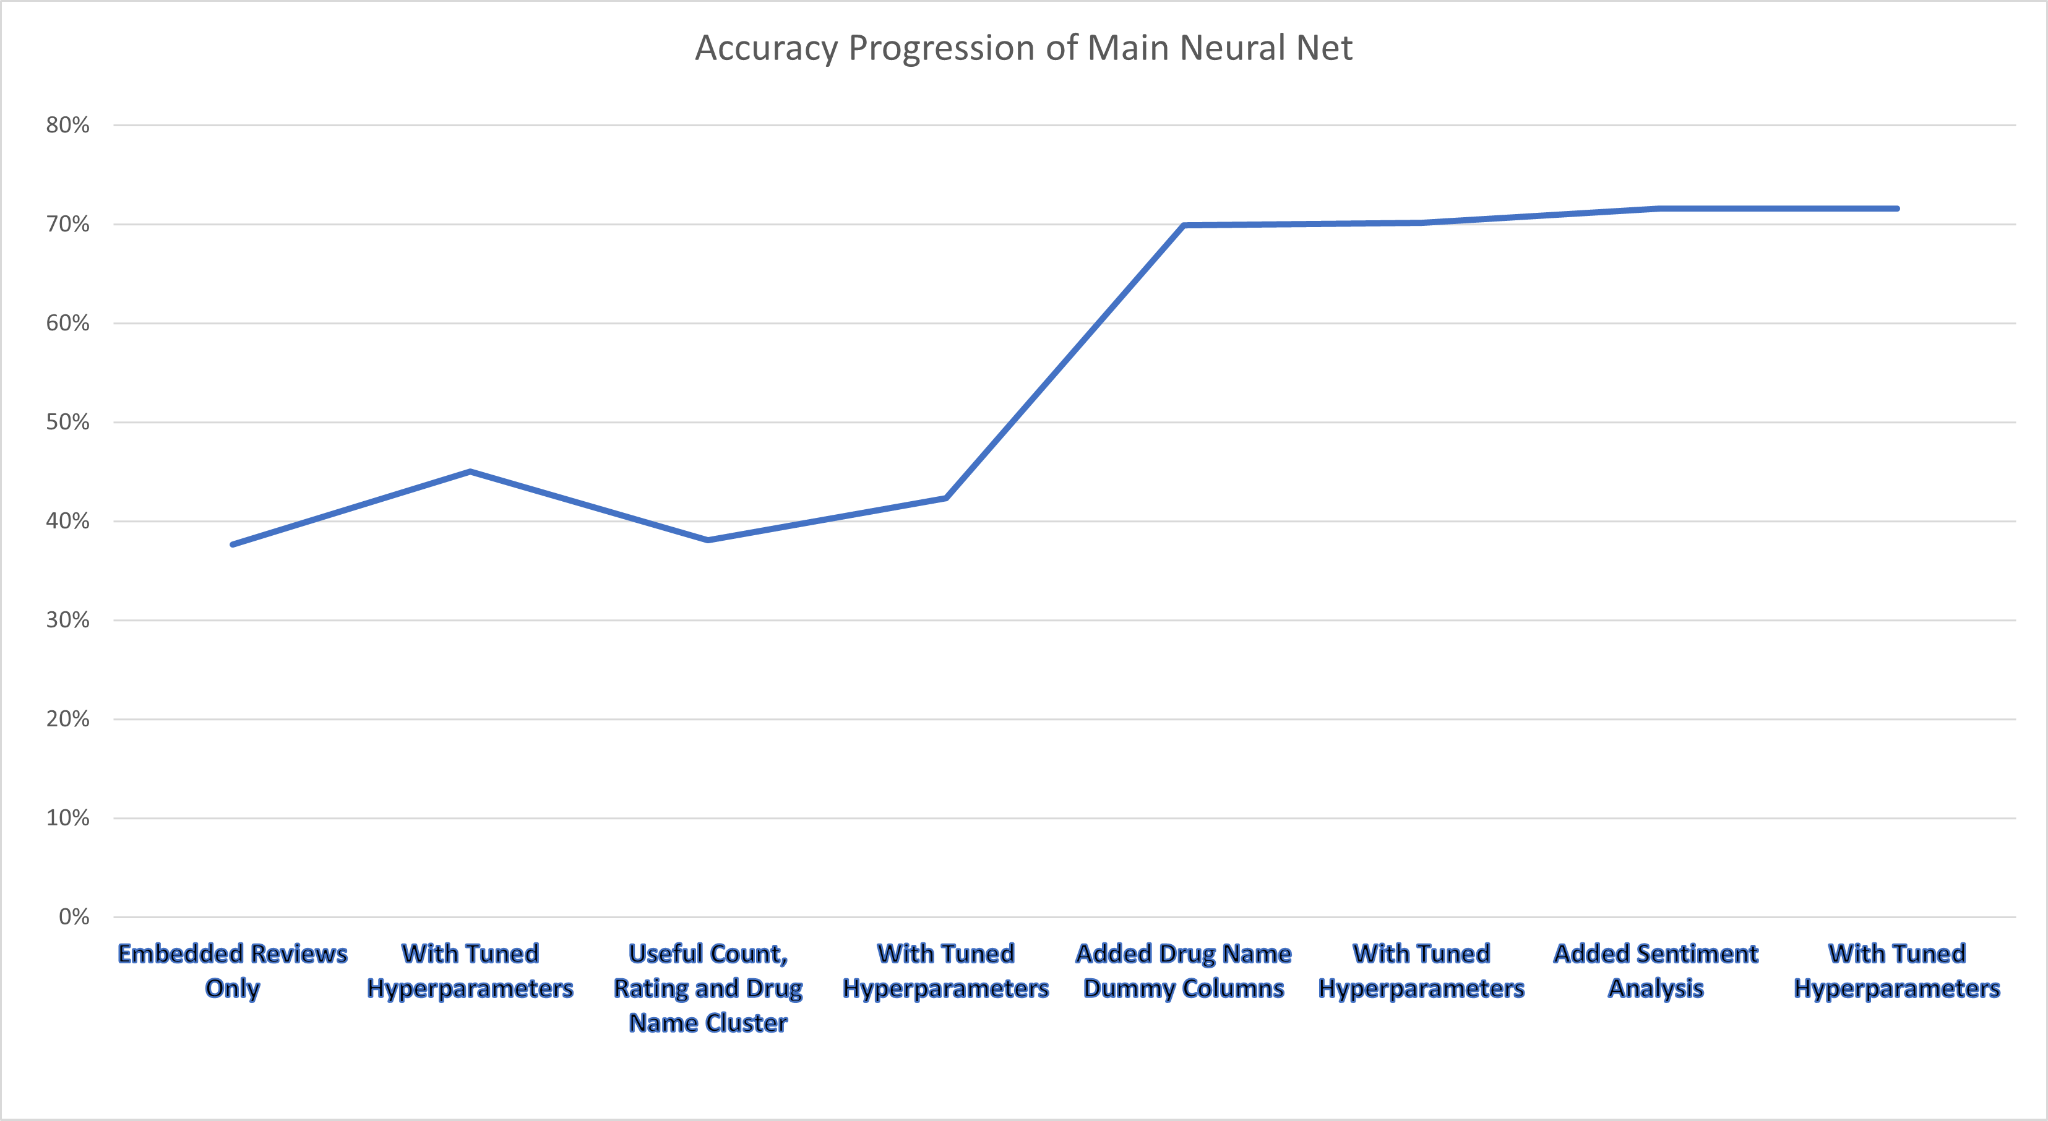 Accuracy Progression of Main Neural Net
80%
70%
60%
50%
40%
30%
20%
10%
0%
Embedded Reviews
Only
With Tuned
Hyperparameters
Useful Count,
Rating and Drug
Name Cluster
With Tuned
Hyperparameters
Added Drug Name
Dummy Columns
With Tuned
Hyperparameters
Added Sentiment
Analysis
With Tuned
Hyperparameters